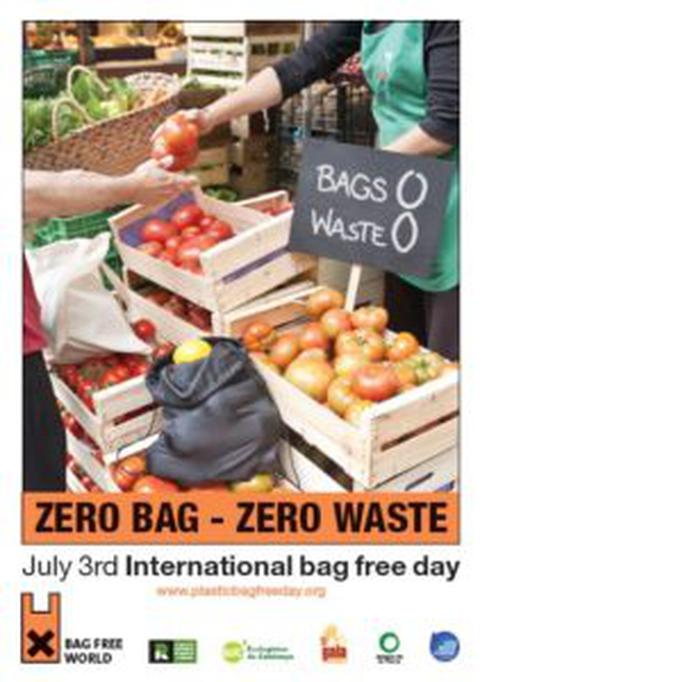 BAGS 0
WASTE 0
ZERO BAG - ZERO WASTE
July 3rd International bag free day
www.plasticbagfreeday.org
BAG FREE
WORLD
gaia